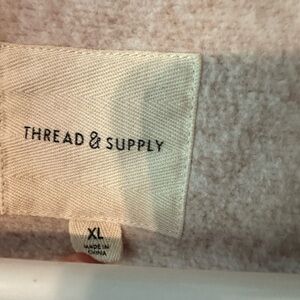 THREAD & SUPPLY
XL
MADE IN
CHINA